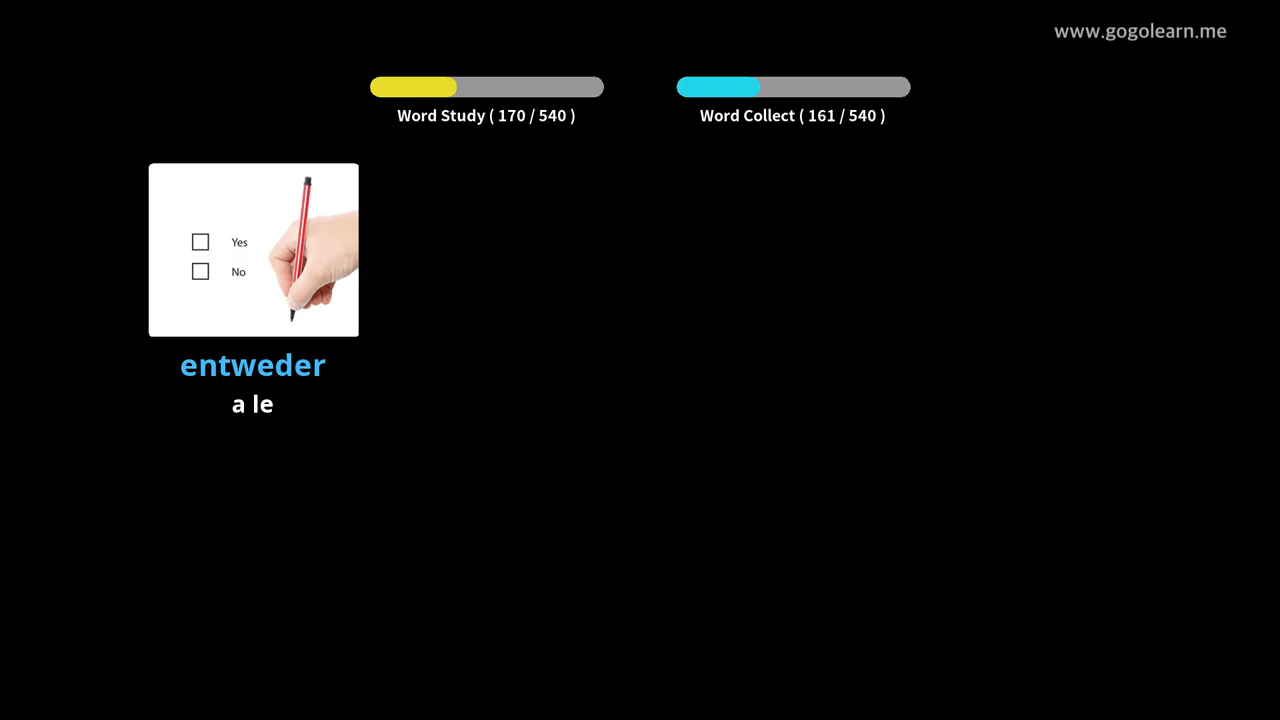 www.gogolearn.me
Word Study ( 170 / 540 )
Word Collect ( 161 / 540 )
Yes
No
entweder
a le